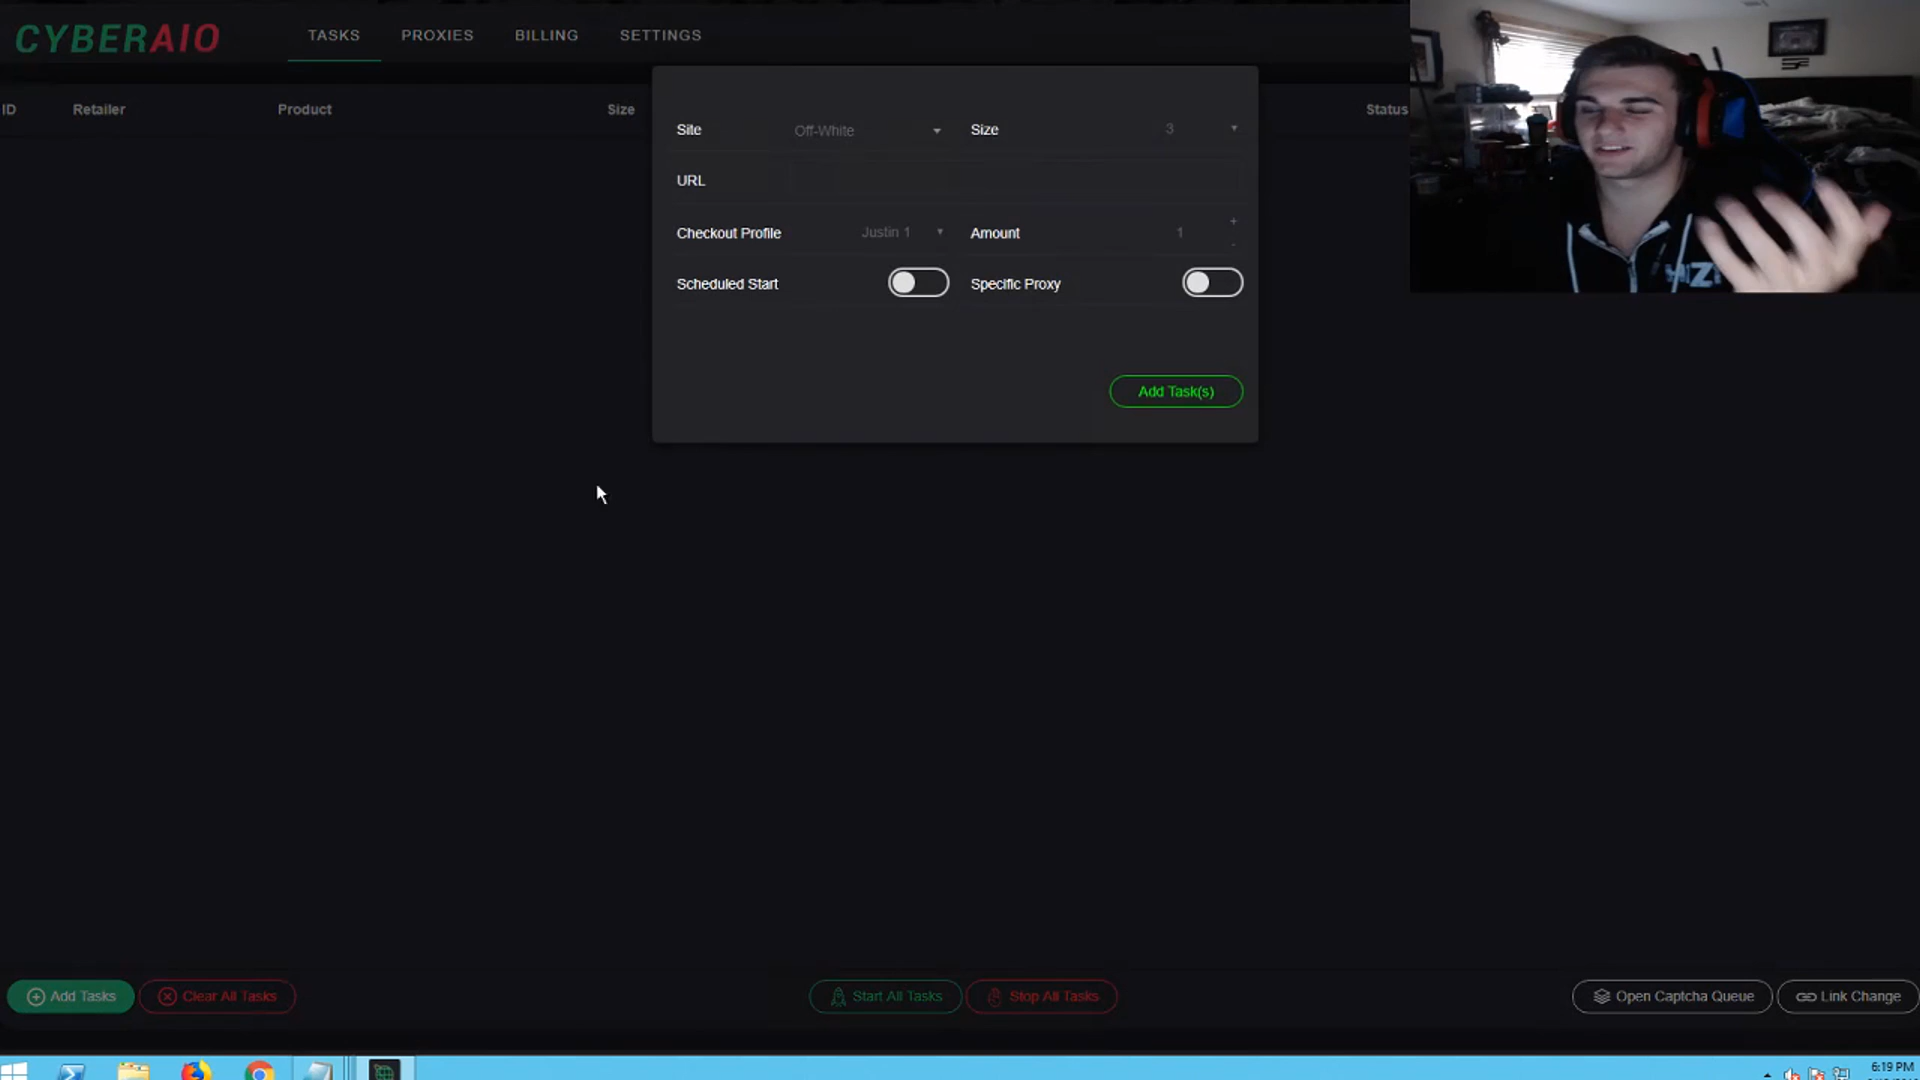 CYBERAIO TASKS PROXIES BILLING SETTINGS
ID Retailer Product Size Status
Site Off-White Size 3
URL
Checkout Profile Justin 1 Amount 1 +
-
Scheduled Start Specific Proxy
Add Task(s)
Add Tasks Clear All Tasks Start All Tasks Stop All Tasks Open Captcha Queue Link Change
6:19 PM